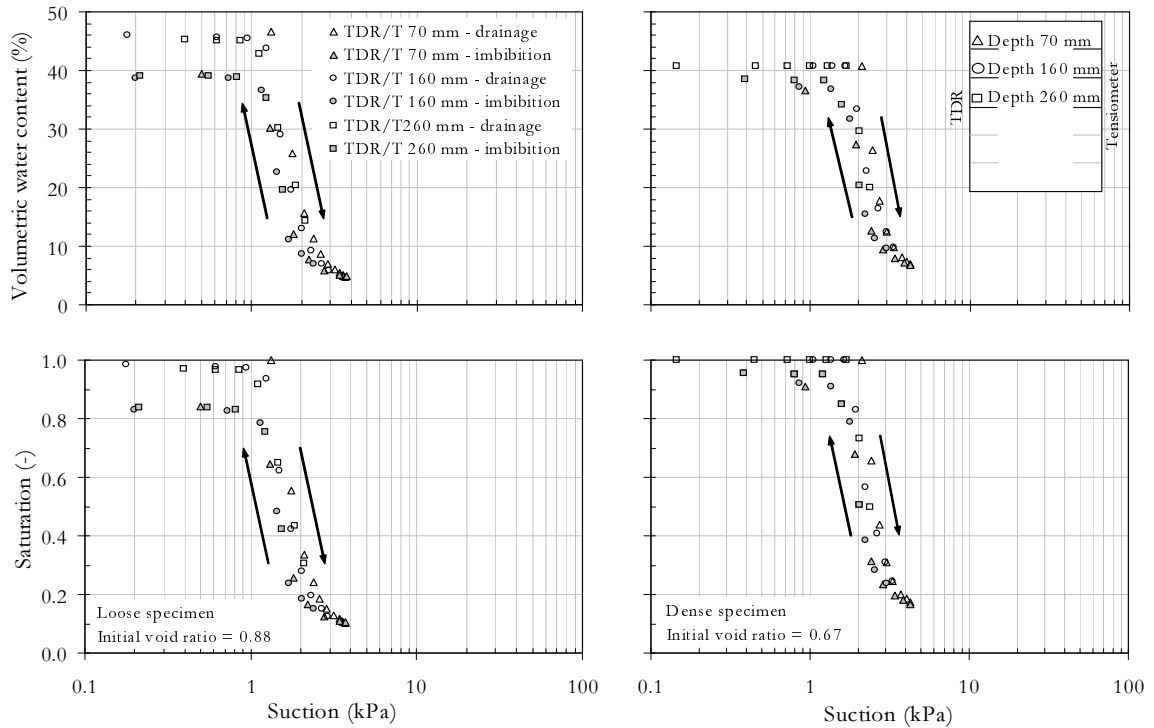 Volumetric water content (%)
50
40
30
20
10
0
TDR/T 70 mm - drainage
TDR/T 70 mm - imbibition
TDR/T 160 mm - drainage
TDR/T 160 mm - imbibition
TDR/T260 mm - drainage
TDR/T 260 mm - imbibition
TDR
Depth 70 mm
Depth 160 mm
Depth 260 mm
Tensiometer
Saturation (-)
1.0
0.8
0.6
0.4
0.2
0.0
Loose specimen
Initial void ratio = 0.88
0.1 1 10 100
Suction (kPa)
Dense specimen
Initial void ratio = 0.67
0.1 1 10 100
Suction (kPa)